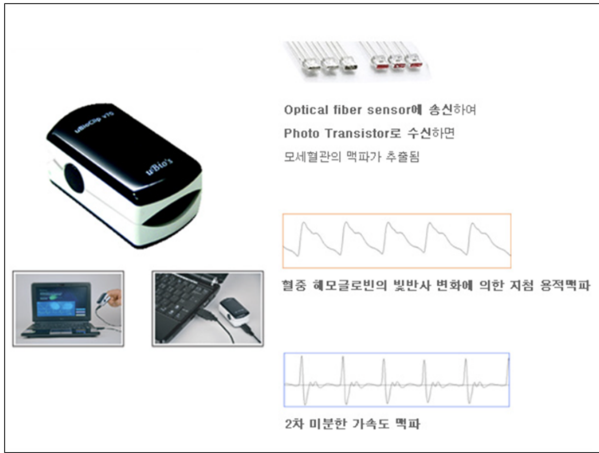 uBioClip v70
uBio's
Optical fiber sensor에 송신하여
Photo Transistor로 수신하면
모세혈관의 맥파가 추출됨
혈중 헤모글로빈의 빛반사 변화에 의한 지첨 용적맥파
2차 미분한 가속도 맥파